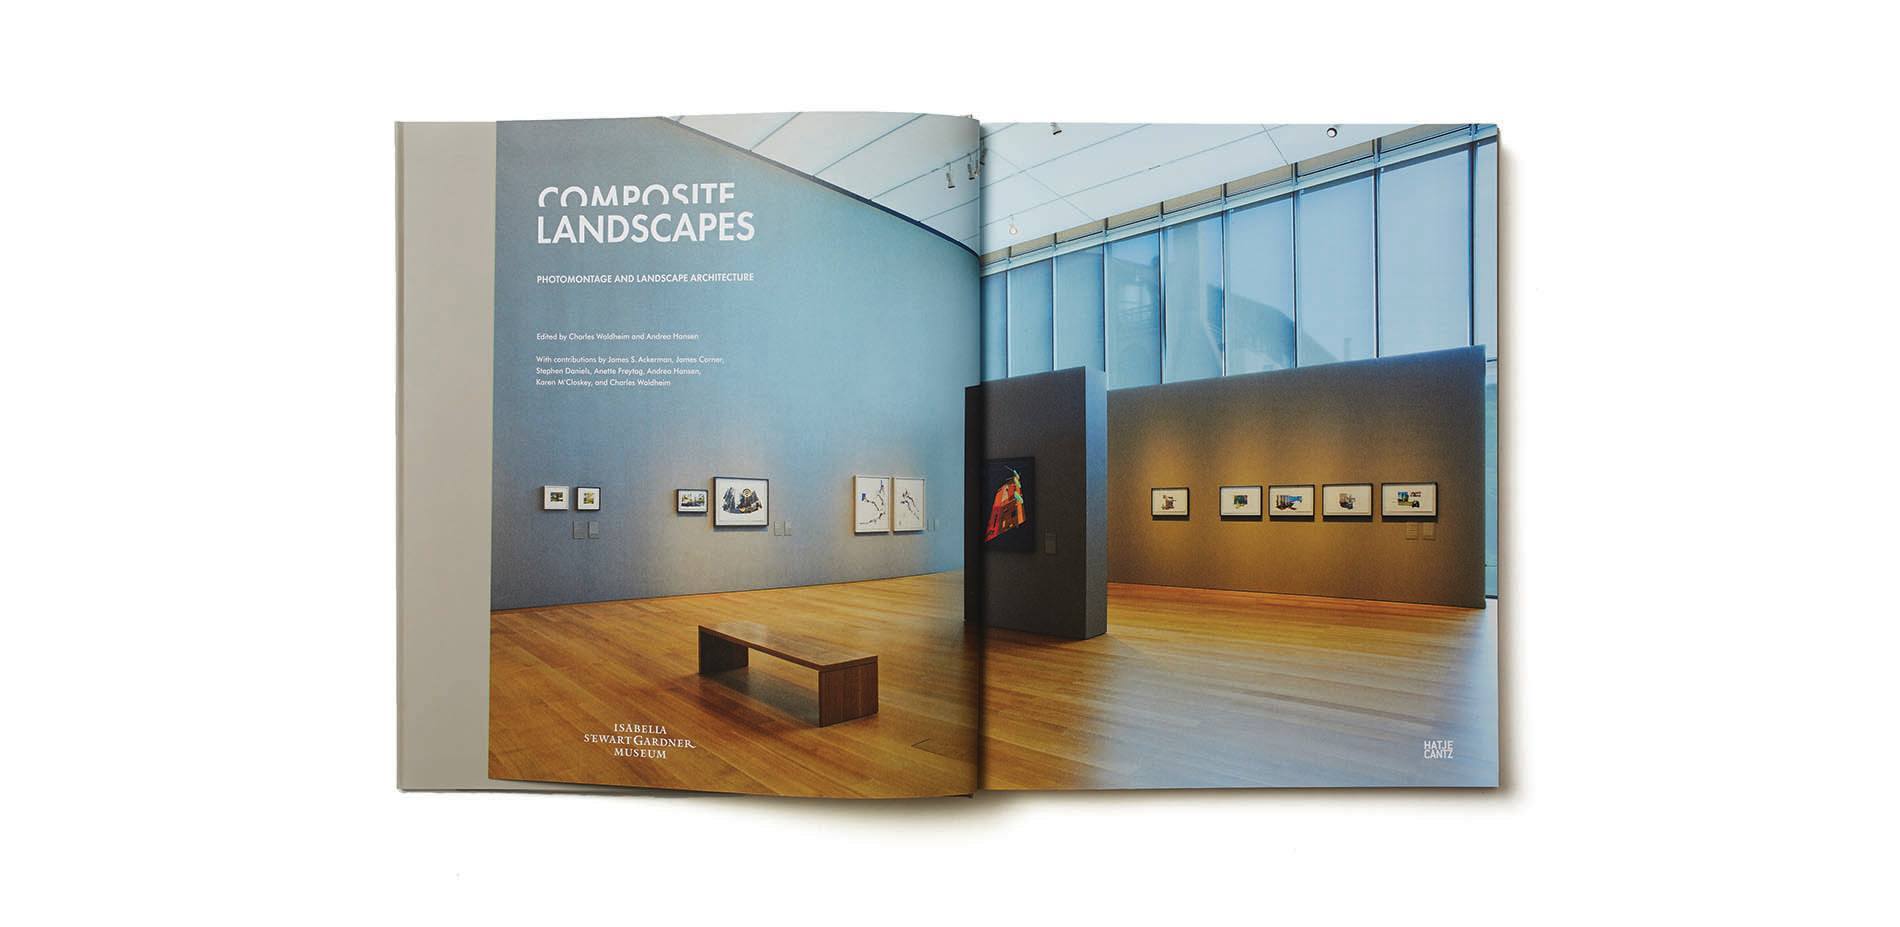 COMPOSITE
LANDSCAPES
PHOTOMONTAGE AND LANDSCAPE ARCHITECTURE
Edited by Charles Waldheim and Andrea Hansen
With contributions by James S. Ackerman, James Corner,
Stephen Daniels, Anette Freytag, Andrea Hansen,
Karen M'Closkey, and Charles Waldheim
ISABELLA
STEWART GARDNER
MUSEUM
HATJE
CANTZ